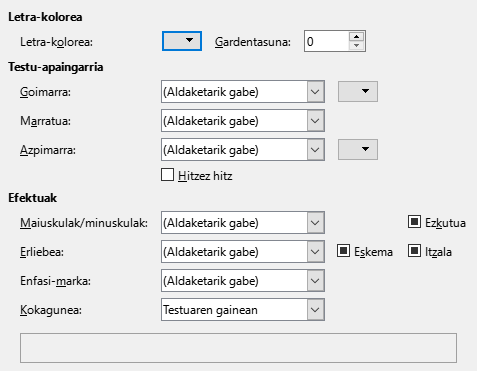 Letra-kolorea
Letra-kolorea: Gardentasuna: 0
Testu-apaingarria
Goimarra: (Aldaketarik gabe)
Marratua: (Aldaketarik gabe)
Azpimarra: (Aldaketarik gabe)
Hitzez hitz
Efektuak
Maiuskulak/minuskulak: (Aldaketarik gabe) Ezkutua
Erliebea: (Aldaketarik gabe) Eskema Itzala
Enfasi-marka: (Aldaketarik gabe)
Kokagunea: Testuaren gainean